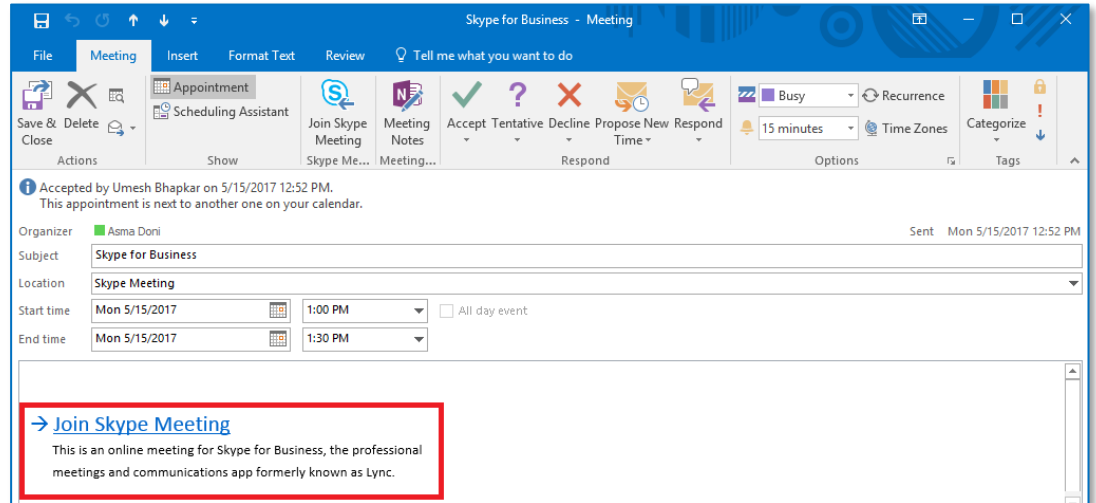 Skype for Business - Meeting
File Meeting Insert Format Text Review Tell me what you want to do
Save & Close
Delete
Actions
Appointment
Scheduling Assistant
Show
Join Skype Meeting
Skype Me...
Meeting Notes
Meeting...
Accept Tentative Decline Propose New Time Respond
Respond
Busy
15 minutes
Recurrence
Time Zones
Options
Categorize
Tags
Accepted by Umesh Bhapkar on 5/15/2017 12:52 PM.
This appointment is next to another one on your calendar.
Organizer Asma Doni Sent Mon 5/15/2017 12:52 PM
Subject Skype for Business
Location Skype Meeting
Start time Mon 5/15/2017 1:00 PM All day event
End time Mon 5/15/2017 1:30 PM
→ Join Skype Meeting
This is an online meeting for Skype for Business, the professional
meetings and communications app formerly known as Lync.